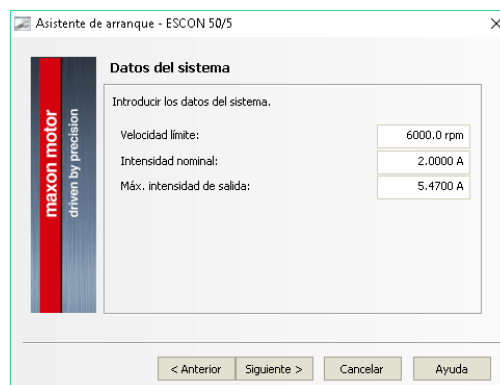 Asistente de arranque - ESCON 50/5
Datos del sistema
Introducir los datos del sistema.
Velocidad límite: 6000.0 rpm
Intensidad nominal: 2.0000 A
Máx. intensidad de salida: 5.4700 A
maxon motor
driven by precision
< Anterior Siguiente > Cancelar Ayuda